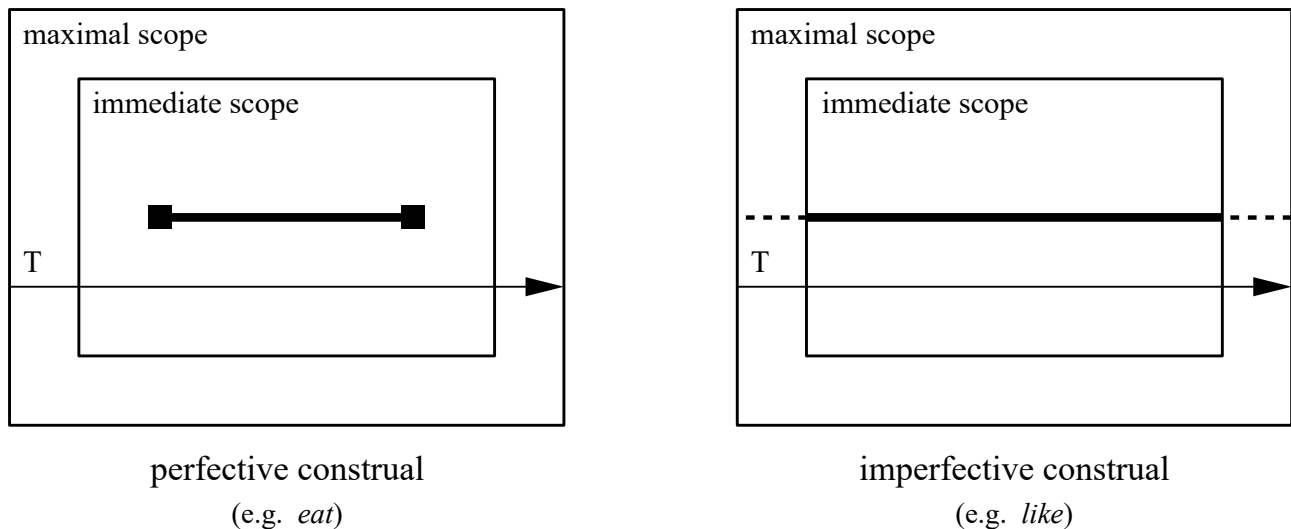 maximal scope
immediate scope
T
perfective construal
(e.g. eat)
maximal scope
immediate scope
T
imperfective construal
(e.g. like)